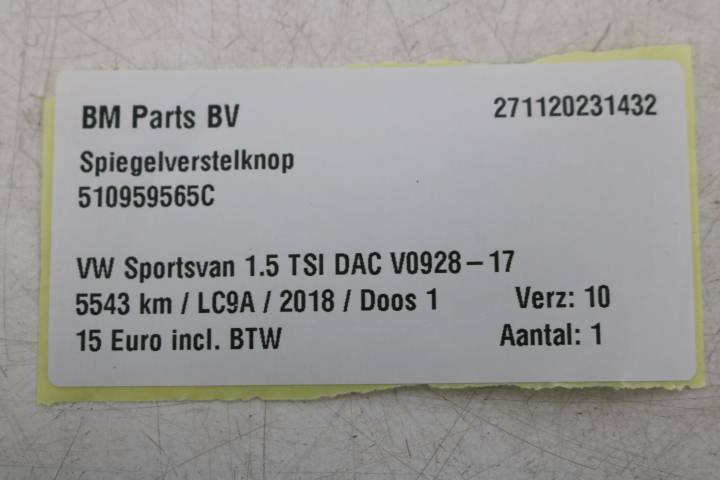 BM Parts BV 271120231432
Spiegelverstelknop
510959565C
VW Sportsvan 1.5 TSI DAC V0928 – 17
5543 km / LC9A / 2018 / Doos 1 Verz: 10
15 Euro incl. BTW Aantal: 1